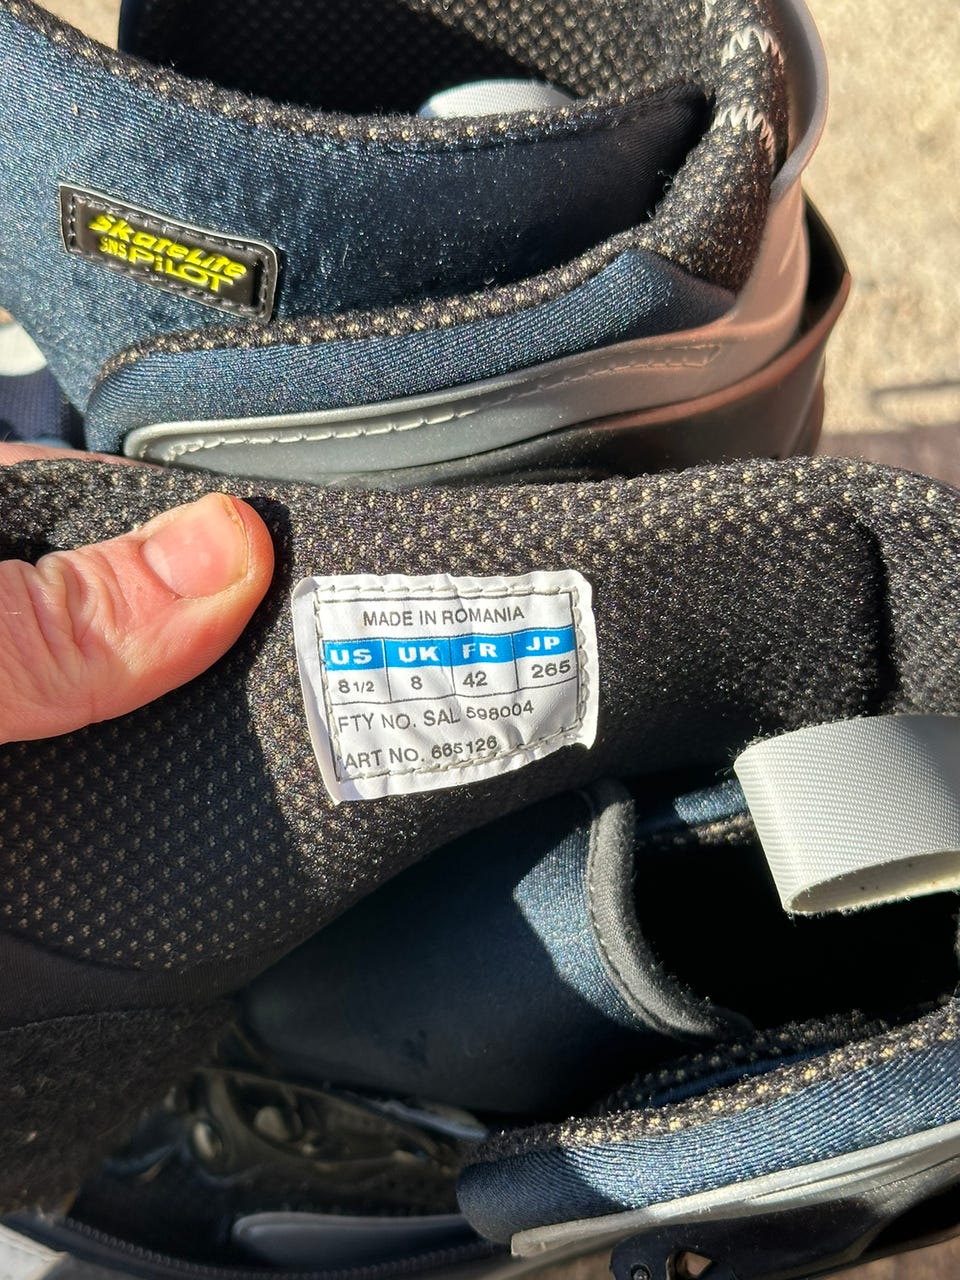 SkateLite
SNS PiLOT
MADE IN ROMANIA
US UK FR JP
8 1/2 8 42 265
FTY NO. SAL 598004
ART NO. 665126